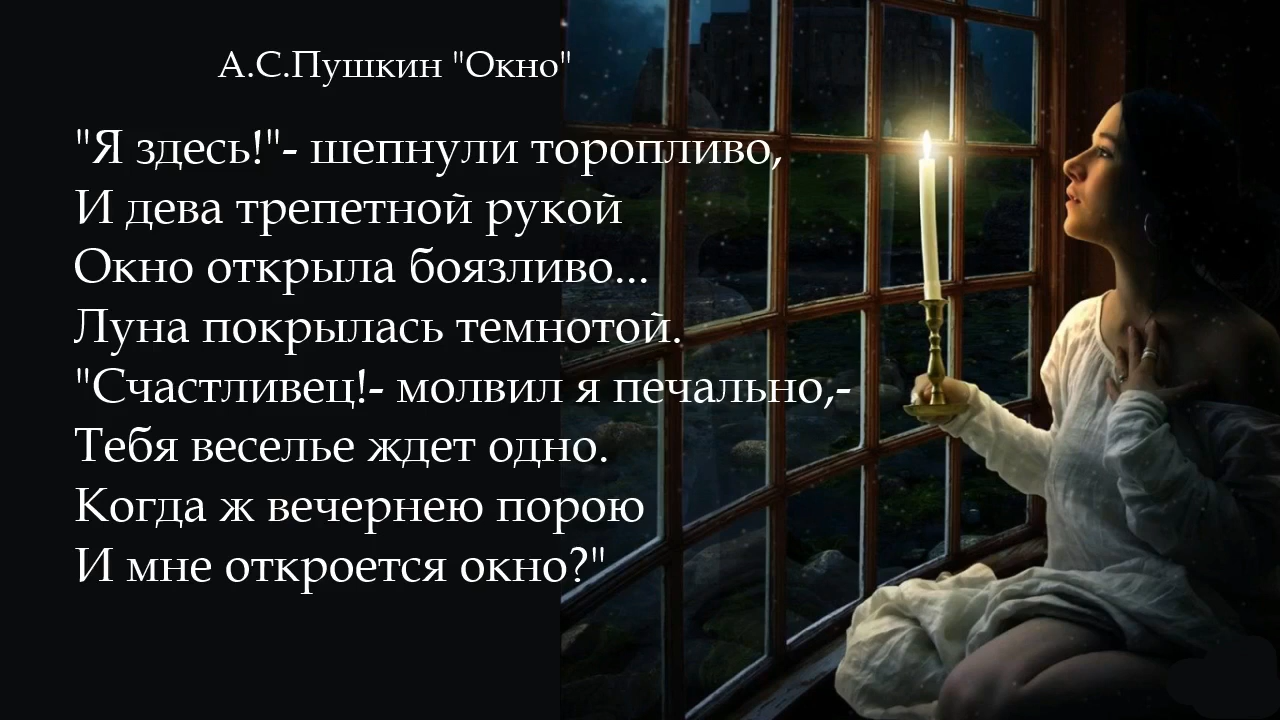 А.С.Пушкин "Окно"
"Я здесь!"- шепнули торопливо,
И дева трепетной рукой
Окно открыла боязливо...
Луна покрылась темнотой.
"Счастливец!- молвил я печально,-
Тебя веселье ждет одно.
Когда ж вечернею порою
И мне откроется окно?"